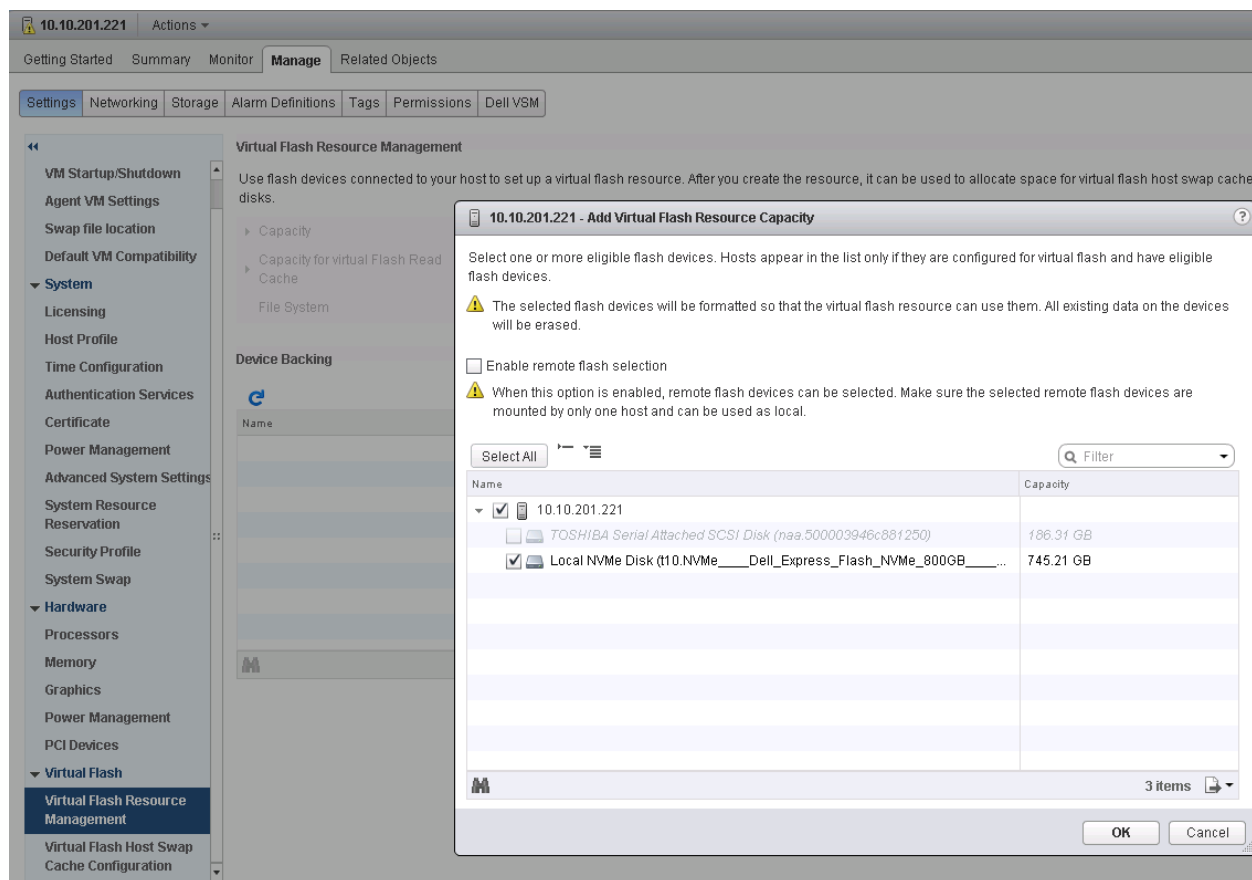 10.10.201.221 Actions
Getting Started Summary Monitor Manage Related Objects
Settings Networking Storage Alarm Definitions Tags Permissions Dell VSM
VM Startup/Shutdown
Agent VM Settings
Swap file location
Default VM Compatibility
System
Licensing
Host Profile
Time Configuration
Authentication Services
Certificate
Power Management
Advanced System Settings
System Resource
Reservation
Security Profile
System Swap
Hardware
Processors
Memory
Graphics
Power Management
PCI Devices
Virtual Flash
Virtual Flash Resource
Management
Virtual Flash Host Swap
Cache Configuration
Virtual Flash Resource Management
Use flash devices connected to your host to set up a virtual flash resource. After you create the resource, it can be used to allocate space for virtual flash host swap cache
disks.
Capacity
Capacity for virtual Flash Read
Cache
File System
Device Backing
Name
10.10.201.221 - Add Virtual Flash Resource Capacity ?
Select one or more eligible flash devices. Hosts appear in the list only if they are configured for virtual flash and have eligible
flash devices.
The selected flash devices will be formatted so that the virtual flash resource can use them. All existing data on the devices
will be erased.
Enable remote flash selection
When this option is enabled, remote flash devices can be selected. Make sure the selected remote flash devices are
mounted by only one host and can be used as local.
Select All Filter
Name Capacity
10.10.201.221
TOSHIBA Serial Attached SCSI Disk (naa.500003946c881250) 186.31 GB
Local NVMe Disk (t10.NVMe____Dell_Express_Flash_NVMe_800GB____... 745.21 GB
3 items
OK Cancel